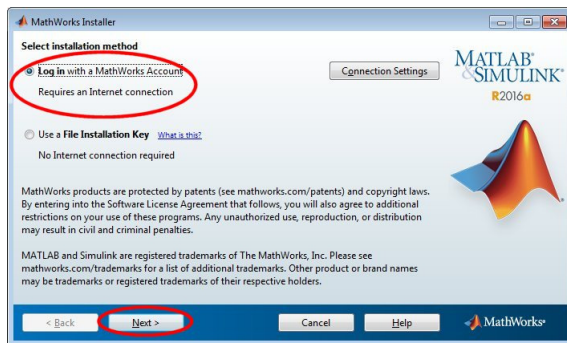 MathWorks Installer
Select installation method
Log in with a MathWorks Account
Connection Settings
Requires an Internet connection
MATLAB®
&SIMULINK®
R2016a
Use a File Installation Key What is this?
No Internet connection required
MathWorks products are protected by patents (see mathworks.com/patents) and copyright laws.
By entering into the Software License Agreement that follows, you will also agree to additional
restrictions on your use of these programs. Any unauthorized use, reproduction, or distribution
may result in civil and criminal penalties.
MATLAB and Simulink are registered trademarks of The MathWorks, Inc. Please see
mathworks.com/trademarks for a list of additional trademarks. Other product or brand names
may be trademarks or registered trademarks of their respective holders.
< Back
Next >
Cancel
Help
MathWorks®